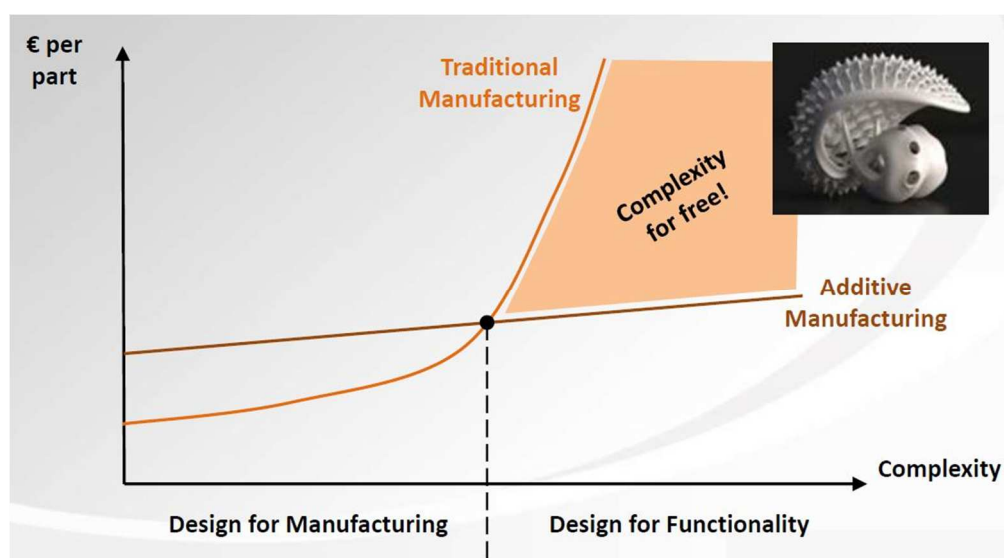 € per
part
Traditional
Manufacturing
Complexity
for free!
Additive
Manufacturing
Complexity
Design for Manufacturing
Design for Functionality